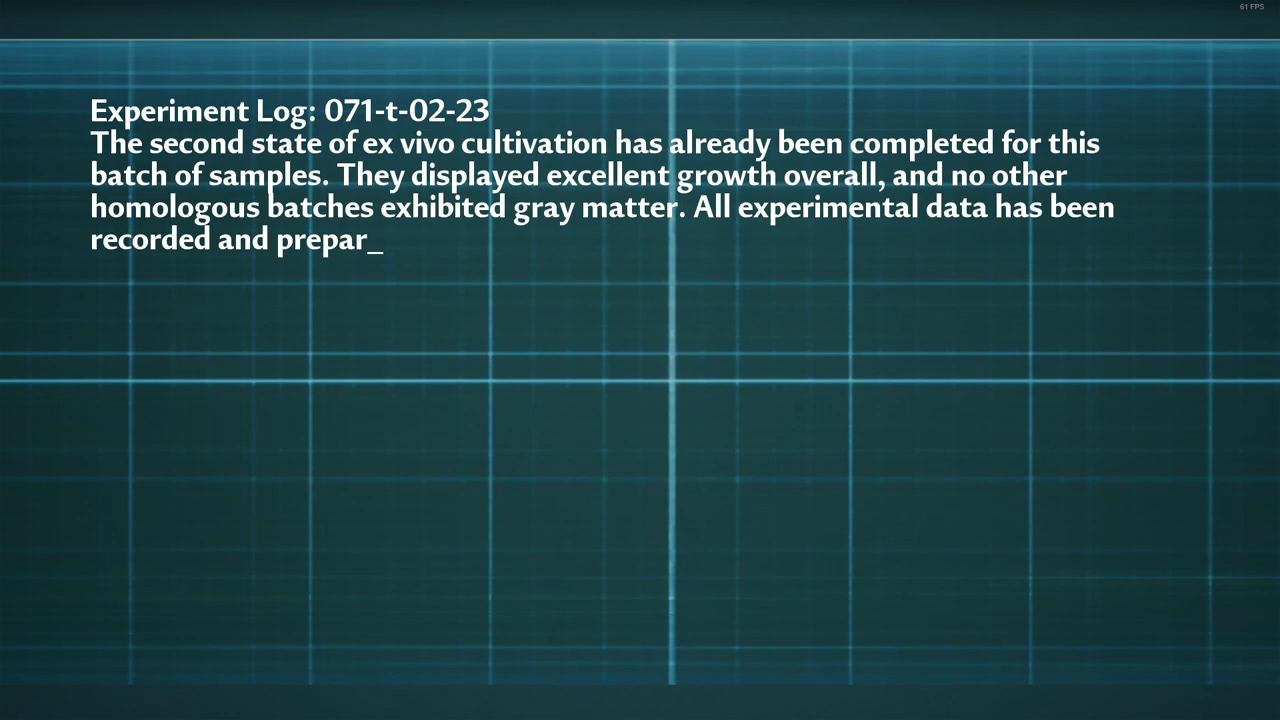 61 FPS
Experiment Log: 071-t-02-23
The second state of ex vivo cultivation has already been completed for this
batch of samples. They displayed excellent growth overall, and no other
homologous batches exhibited gray matter. All experimental data has been
recorded and prepar_